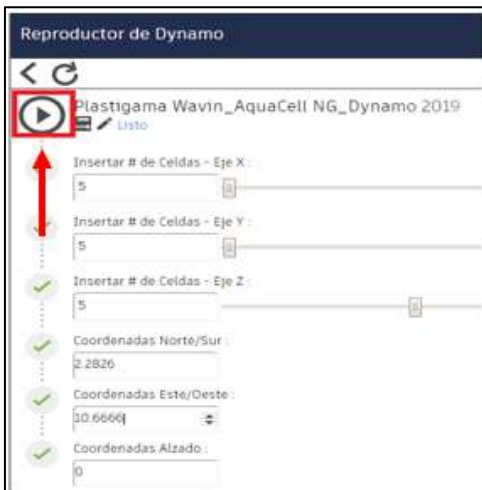 Reproductor de Dynamo
Plastigama Wavin_AquaCell NG_Dynamo 2019
Listo
Insertar # de Celdas - Eje X :
5
Insertar # de Celdas - Eje Y :
5
Insertar # de Celdas - Eje Z :
5
Coordenadas Norte/Sur :
2.2826
Coordenadas Este/Oeste :
10.6666
Coordenadas Alzado :
0